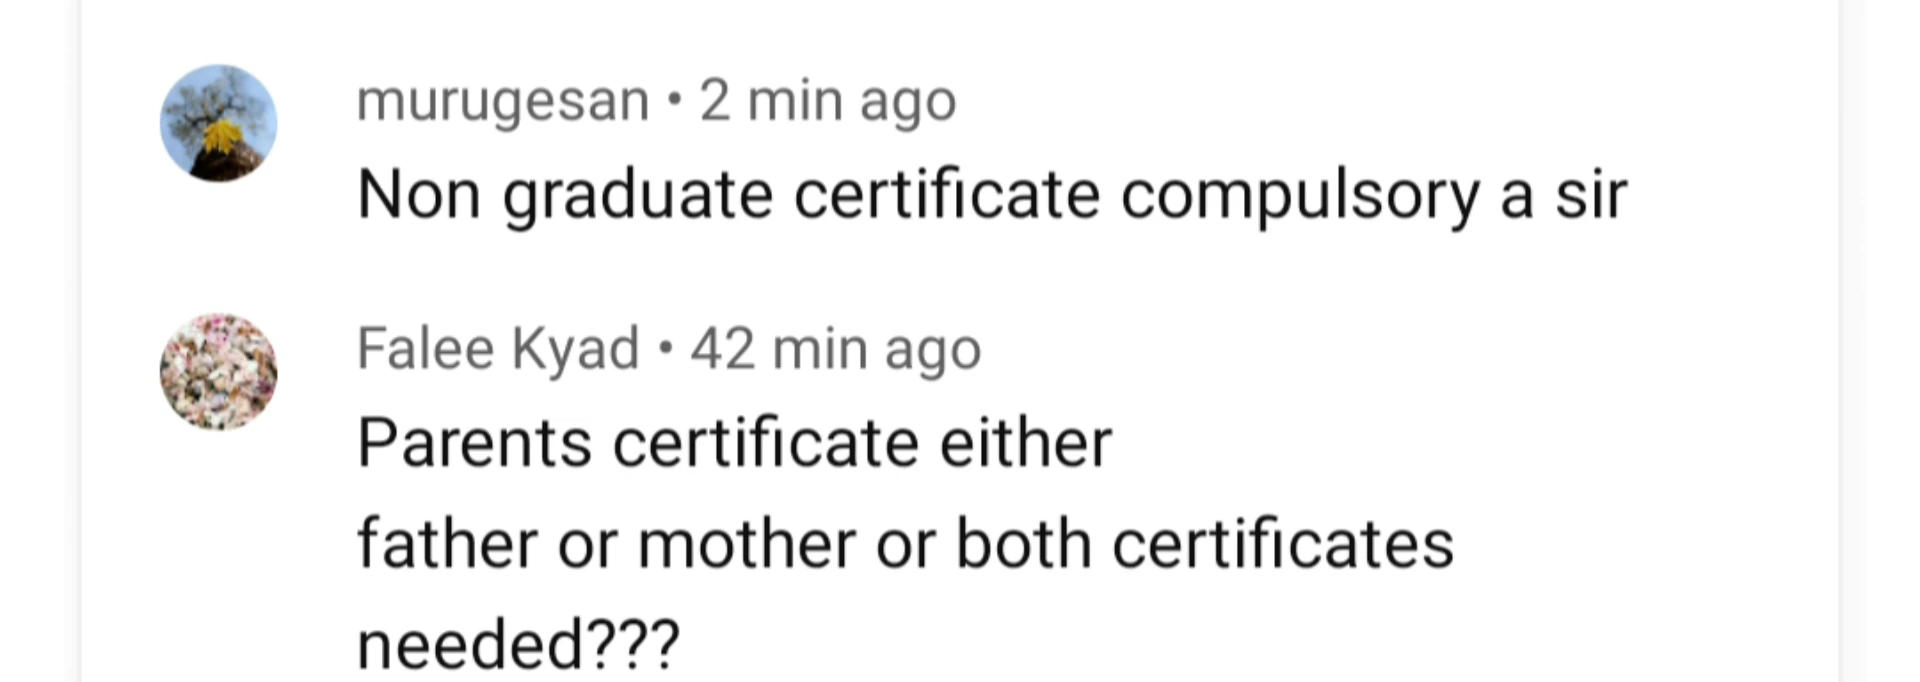 murugesan • 2 min ago
Non graduate certificate compulsory a sir
Falee Kyad • 42 min ago
Parents certificate either
father or mother or both certificates
needed???